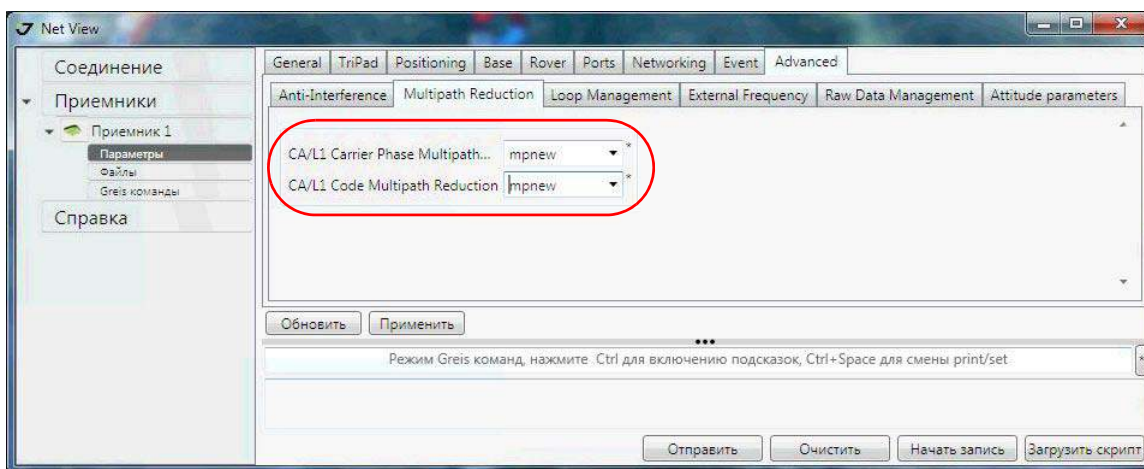 Net View
Соединение
Приемники
Приемник 1
Параметры
Файлы
Greis команды
Справка
General TriPad Positioning Base Rover Ports Networking Event Advanced
Anti-Interference Multipath Reduction Loop Management External Frequency Raw Data Management Attitude parameters
CA/L1 Carrier Phase Multipath... mpnew *
CA/L1 Code Multipath Reduction mpnew *
Обновить Применить
Режим Greis команд, нажмите Ctrl для включению подсказок, Ctrl+Space для смены print/set
Отправить Очистить Начать запись Загрузить скрипт